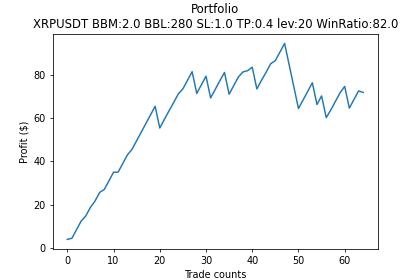 Portfolio
XRPUSDT BBM:2.0 BBL:280 SL:1.0 TP:0.4 lev:20 WinRatio:82.0
Profit ($)
80
60
40
20
0
0 10 20 30 40 50 60
Trade counts